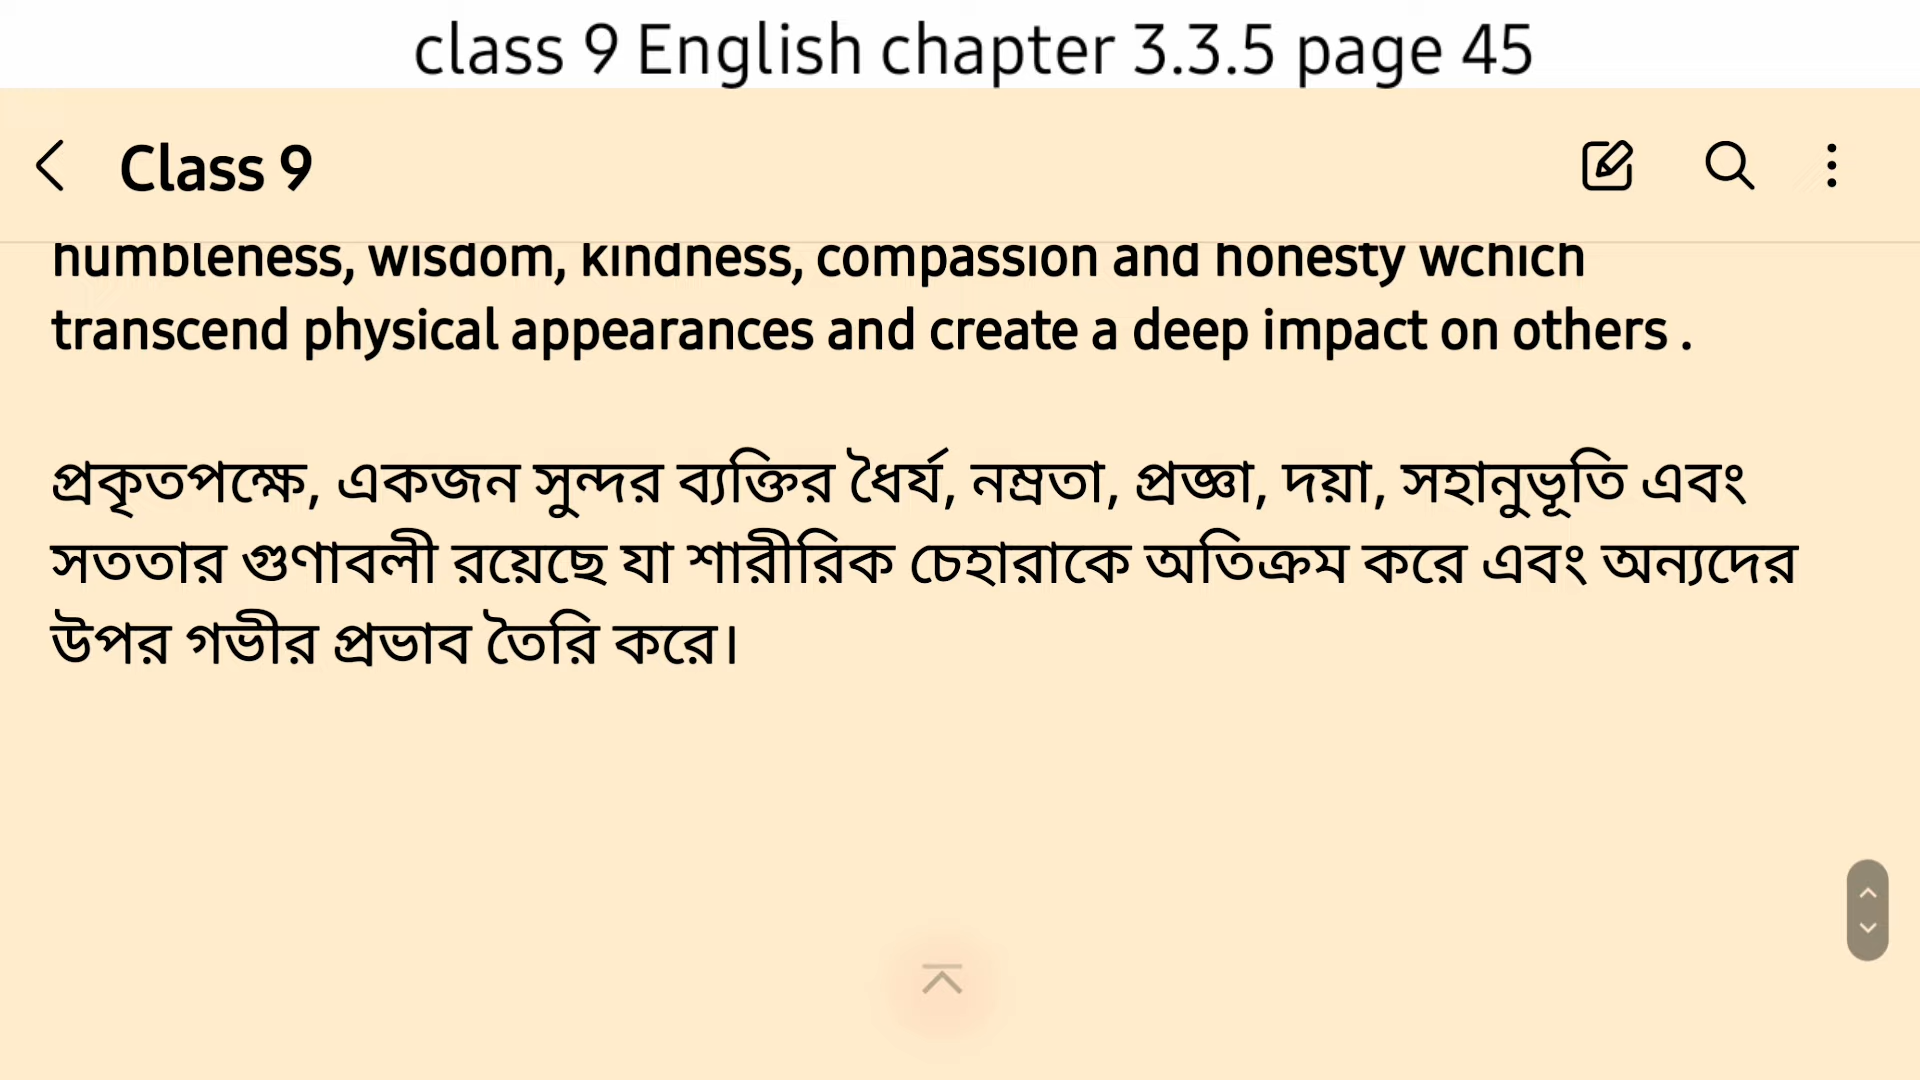 class 9 English chapter 3.3.5 page 45
Class 9
humbleness, wisdom, kindness, compassion and honesty wchich
transcend physical appearances and create a deep impact on others .
প্রকৃতপক্ষে, একজন সুন্দর ব্যক্তির ধৈর্য, নম্রতা, প্রজ্ঞা, দয়া, সহানুভূতি এবং
সততার গুণাবলী রয়েছে যা শারীরিক চেহারাকে অতিক্রম করে এবং অন্যদের
উপর গভীর প্রভাব তৈরি করে।